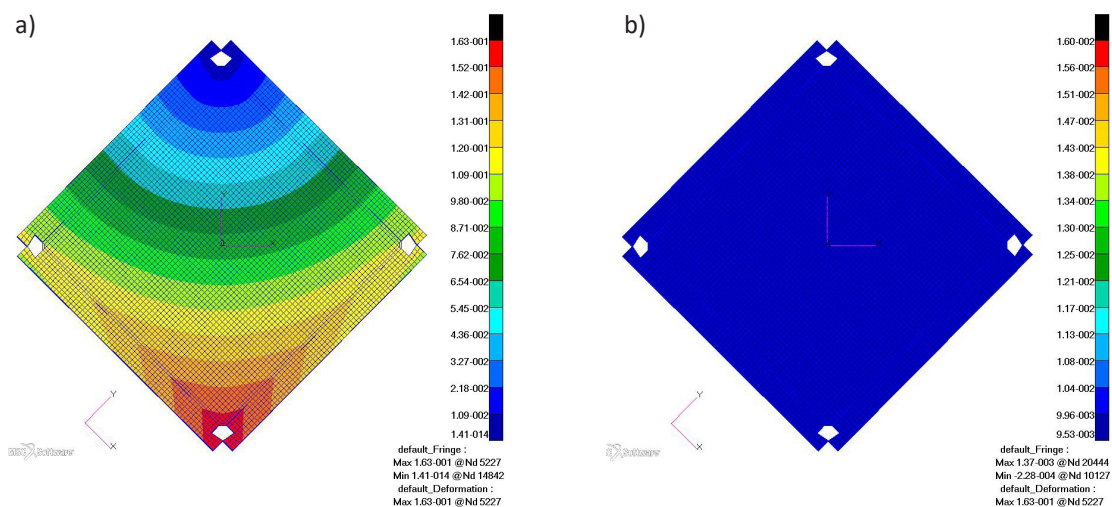 a)
1.63-001
1.52-001
1.42-001
1.31-001
1.20-001
1.09-001
9.80-002
8.71-002
7.62-002
6.54-002
5.45-002
4.36-002
3.27-002
2.18-002
1.09-002
1.41-014
Y
X
Y
X
default_Fringe :
Max 1.63-001 @Nd 5227
Min 1.41-014 @Nd 14842
default_Deformation :
Max 1.63-001 @Nd 5227
b)
1.60-002
1.56-002
1.51-002
1.47-002
1.43-002
1.38-002
1.34-002
1.30-002
1.25-002
1.21-002
1.17-002
1.13-002
1.08-002
1.04-002
9.96-003
9.53-003
Y
X
default_Fringe :
Max 1.37-003 @Nd 20444
Min -2.28-004 @Nd 10127
default_Deformation :
Max 1.63-001 @Nd 5227